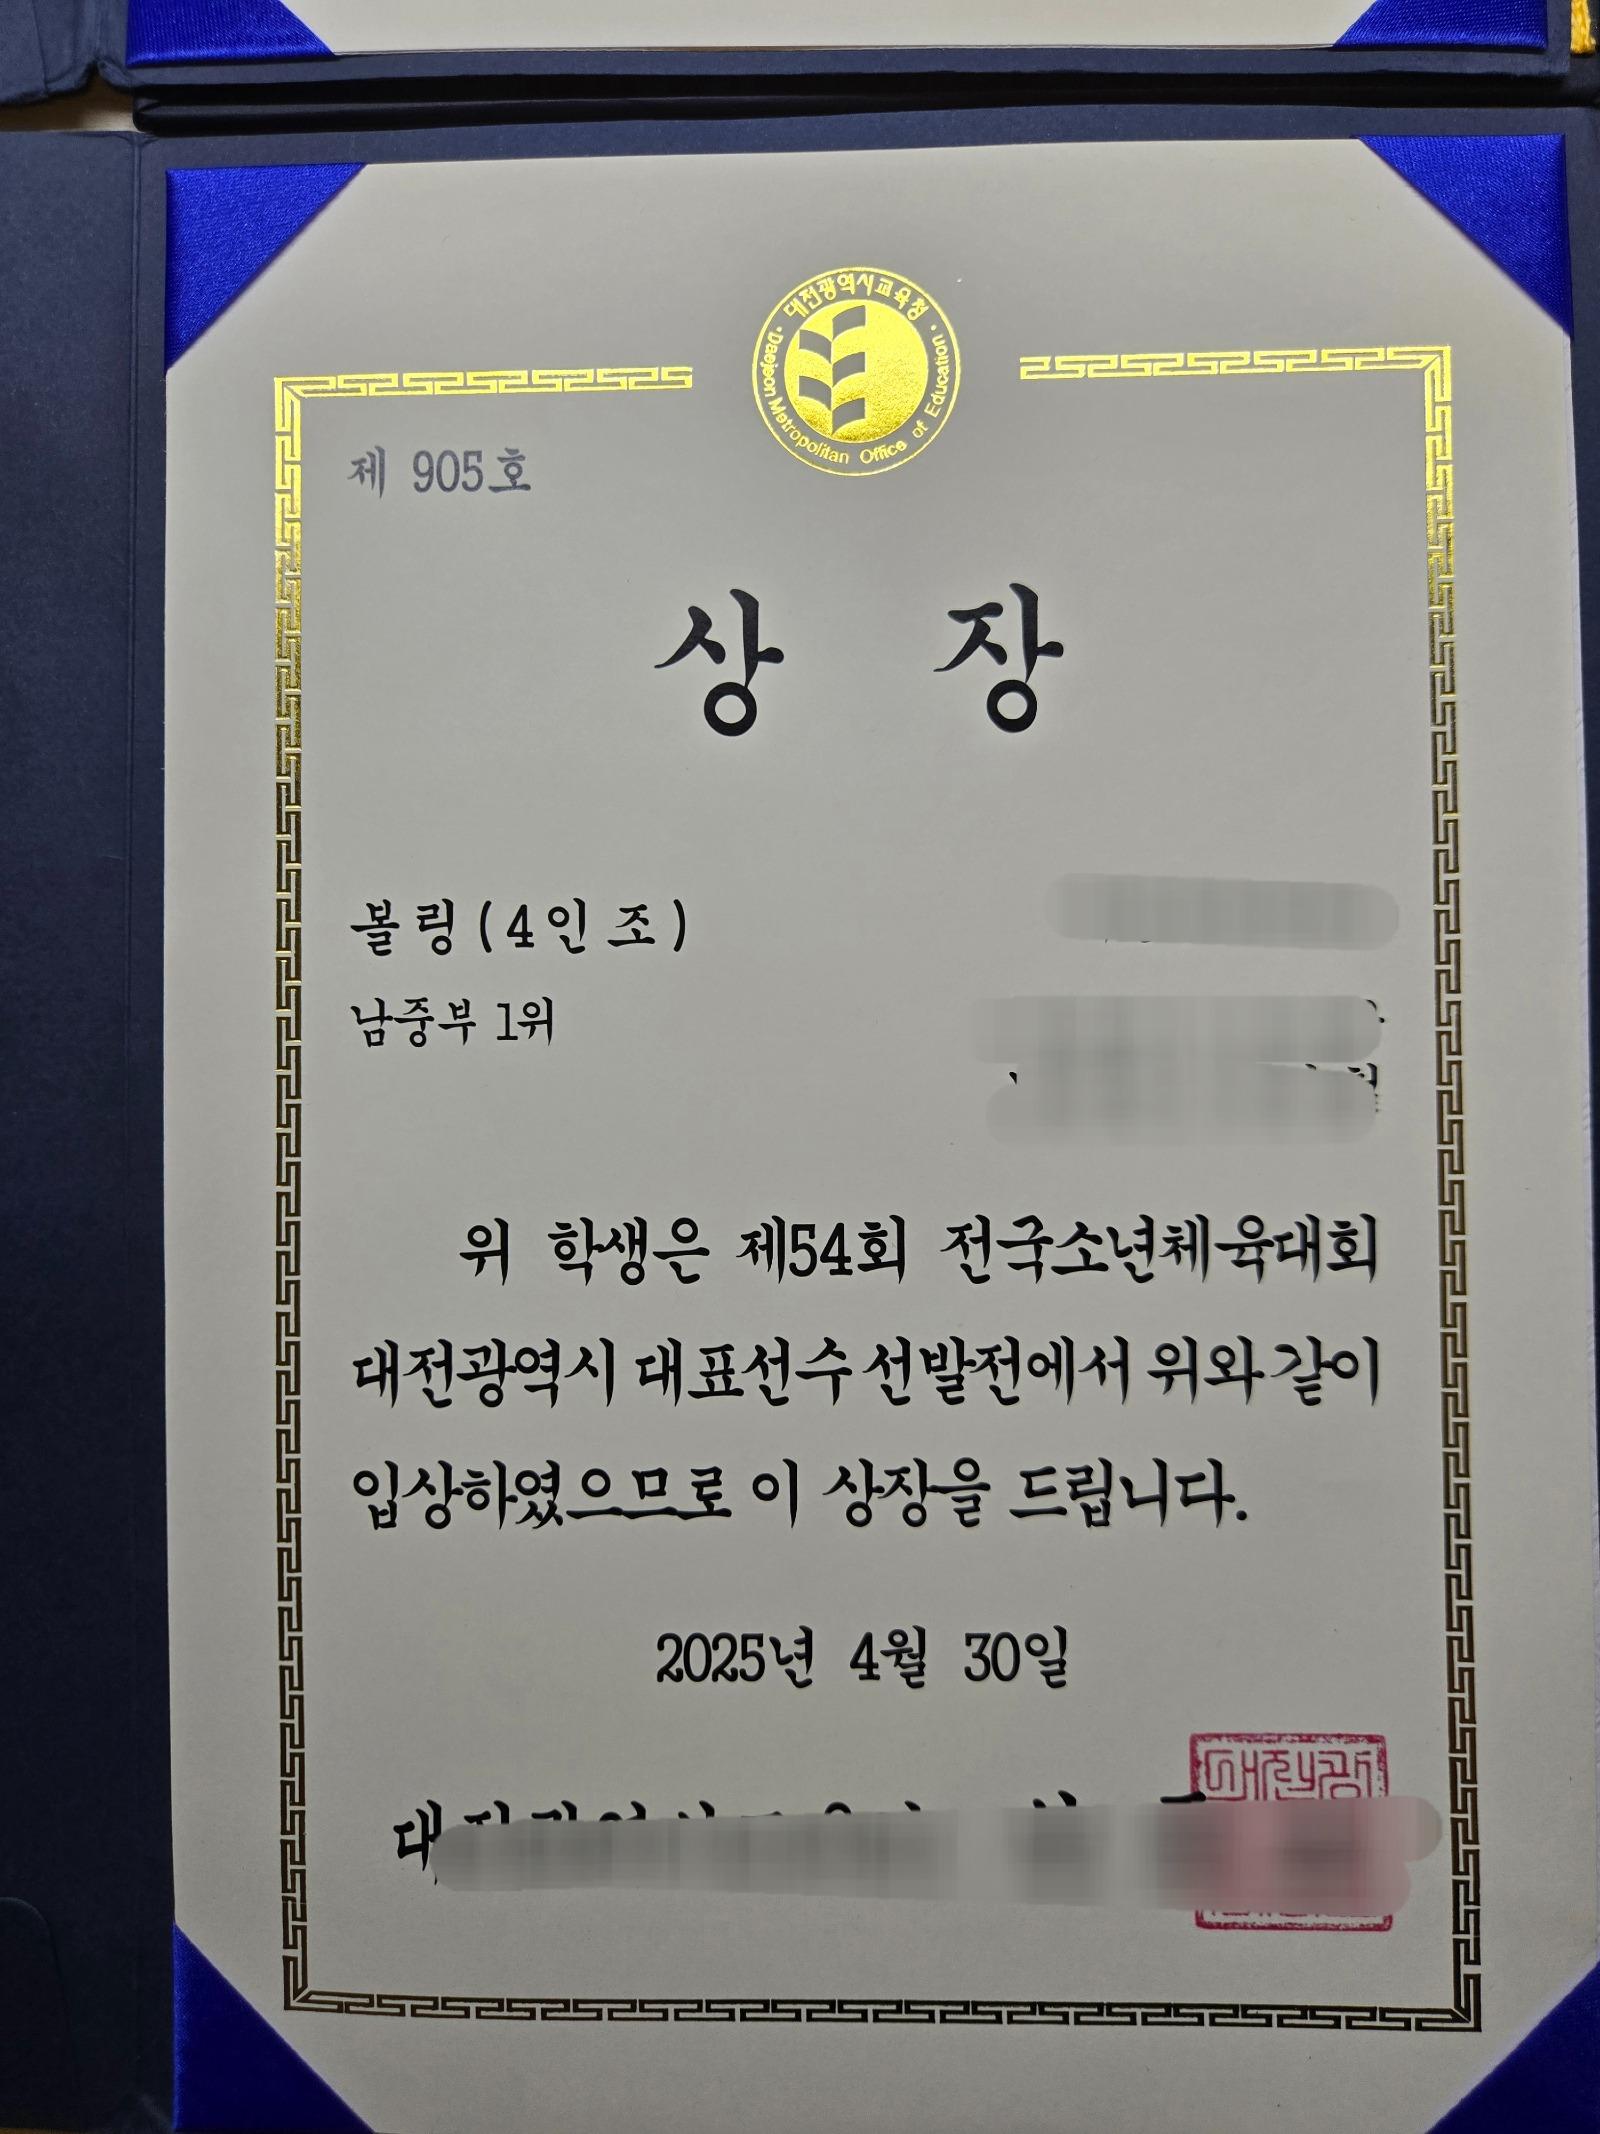 대전광역시교육청
Daejeon Metropolitan Office of Education
제 905호
상 장
볼링(4인조)
남중부 1위
위 학생은 제54회 전국소년체육대회
대전광역시 대표선수 선발전에서 위와 같이
입상하였으므로 이 상장을 드립니다.
2025년 4월 30일